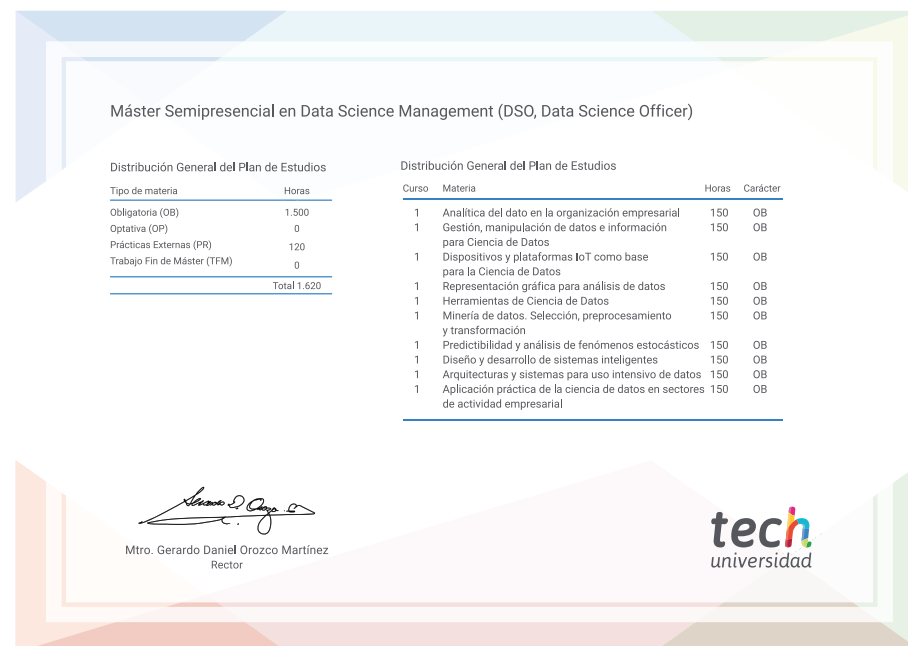 Máster Semipresencial en Data Science Management (DSO, Data Science Officer)
Distribución General del Plan de Estudios
Tipo de materia Horas
Obligatoria (OB) 1.500
Optativa (OP) 0
Prácticas Externas (PR) 120
Trabajo Fin de Máster (TFM) 0
Total 1.620
Distribución General del Plan de Estudios
Curso Materia Horas Carácter
1 Analítica del dato en la organización empresarial 150 OB
1 Gestión, manipulación de datos e información 150 OB
para Ciencia de Datos
1 Dispositivos y plataformas IoT como base 150 OB
para la Ciencia de Datos
1 Representación gráfica para análisis de datos 150 OB
1 Herramientas de Ciencia de Datos 150 OB
1 Minería de datos. Selección, preprocesamiento 150 OB
y transformación
1 Predictibilidad y análisis de fenómenos estocásticos 150 OB
1 Diseño y desarrollo de sistemas inteligentes 150 OB
1 Arquitecturas y sistemas para uso intensivo de datos 150 OB
1 Aplicación práctica de la ciencia de datos en sectores 150 OB
de actividad empresarial
Mtro. Gerardo Daniel Orozco Martínez
Rector
tech
universidad